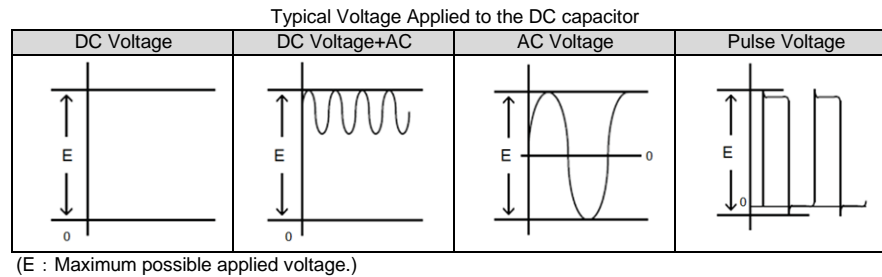 Typical Voltage Applied to the DC capacitor
DC Voltage DC Voltage+AC AC Voltage Pulse Voltage
E E E 0 E
0 0 0
(E：Maximum possible applied voltage.)